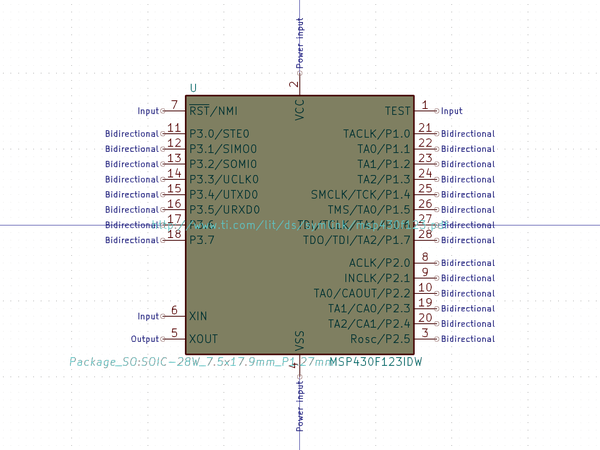 Power input
2
VCC
U
Input 7 RST/NMI TEST 1 Input
Bidirectional 11 P3.0/STE0 TACLK/P1.0 21 Bidirectional
Bidirectional 12 P3.1/SIMO0 TA0/P1.1 22 Bidirectional
Bidirectional 13 P3.2/SOMI0 TA1/P1.2 23 Bidirectional
Bidirectional 14 P3.3/UCLK0 TA2/P1.3 24 Bidirectional
Bidirectional 15 P3.4/UTXD0 SMCLK/TCK/P1.4 25 Bidirectional
Bidirectional 16 P3.5/URXD0 TMS/TA0/P1.5 26 Bidirectional
Bidirectional 17 27 Bidirectional
Bidirectional 18 P3.7 TDO/TDI/TA2/P1.7 28 Bidirectional
ACLK/P2.0 8 Bidirectional
INCLK/P2.1 9 Bidirectional
TA0/CAOUT/P2.2 10 Bidirectional
TA1/CA0/P2.3 19 Bidirectional
Input 6 XIN TA2/CA1/P2.4 20 Bidirectional
Output 5 XOUT Rosc/P2.5 3 Bidirectional
VSS
Package_SO:SOIC-28W_7.5x17.9mm_P1.27mm MSP430F123IDW
4
Power input